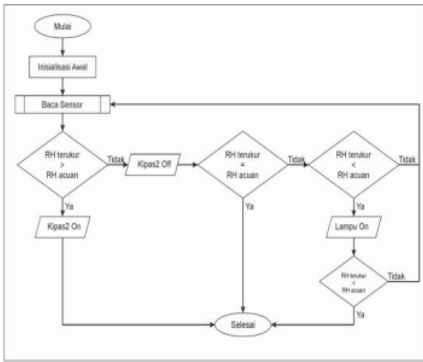 Mulai
Inisialisasi Awal
Baca Sensor
RH terukur
>
RH acuan
Tidak
Ya
Kipas2 On
Kipas2 Off
RH terukur
=
RH acuan
Tidak
Ya
RH terukur
<
RH acuan
Tidak
Ya
Lampu On
RH terukur
RH acuan
Tidak
Ya
Selesai